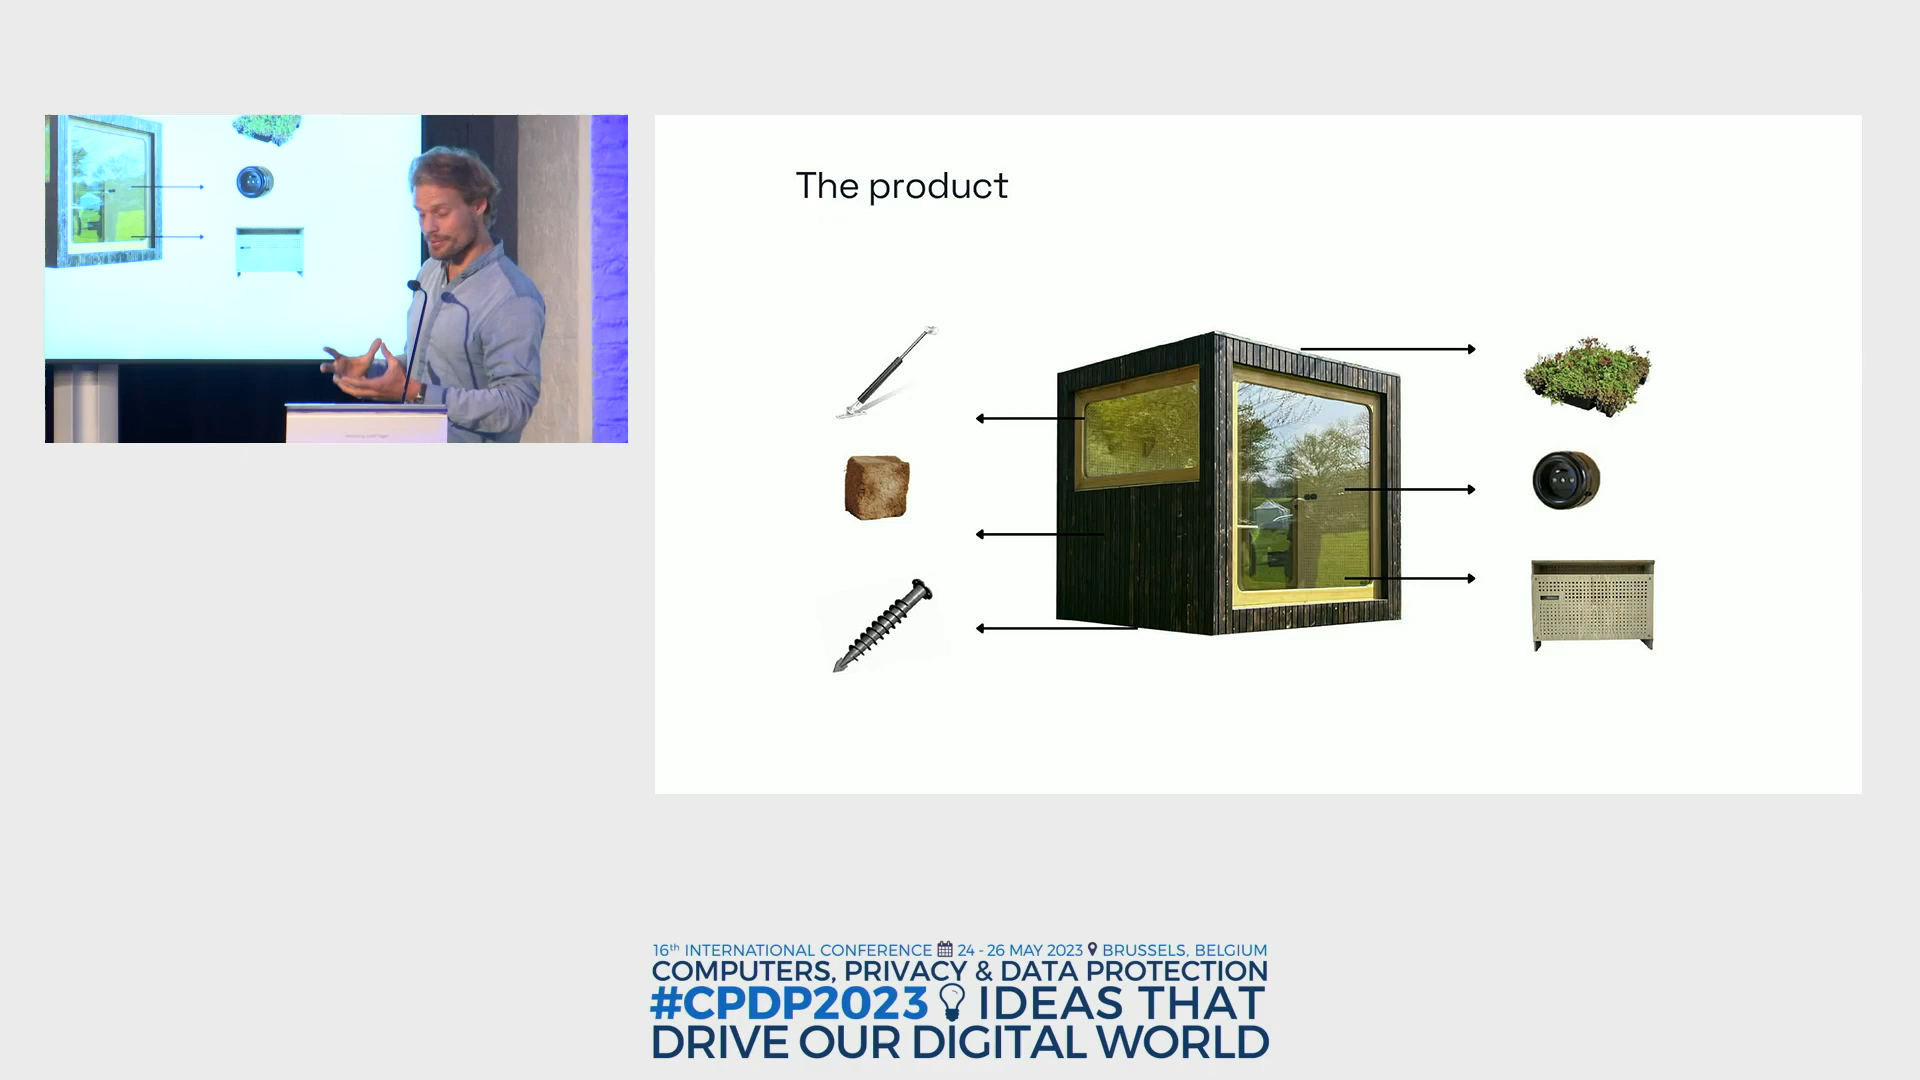 The product
16th INTERNATIONAL CONFERENCE 24 - 26 MAY 2023 BRUSSELS, BELGIUM
COMPUTERS, PRIVACY & DATA PROTECTION
#CPDP2023 IDEAS THAT
DRIVE OUR DIGITAL WORLD